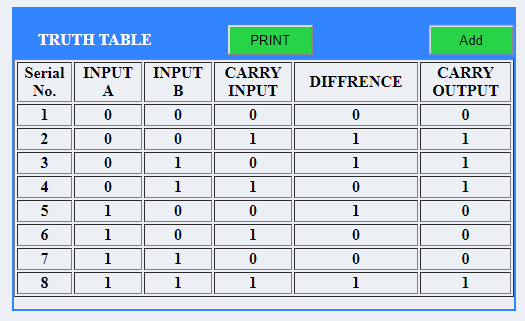 TRUTH TABLE PRINT Add
Serial No. INPUT A INPUT B CARRY INPUT DIFFRENCE CARRY OUTPUT
1 0 0 0 0 0
2 0 0 1 1 1
3 0 1 0 1 1
4 0 1 1 0 1
5 1 0 0 1 0
6 1 0 1 0 0
7 1 1 0 0 0
8 1 1 1 1 1